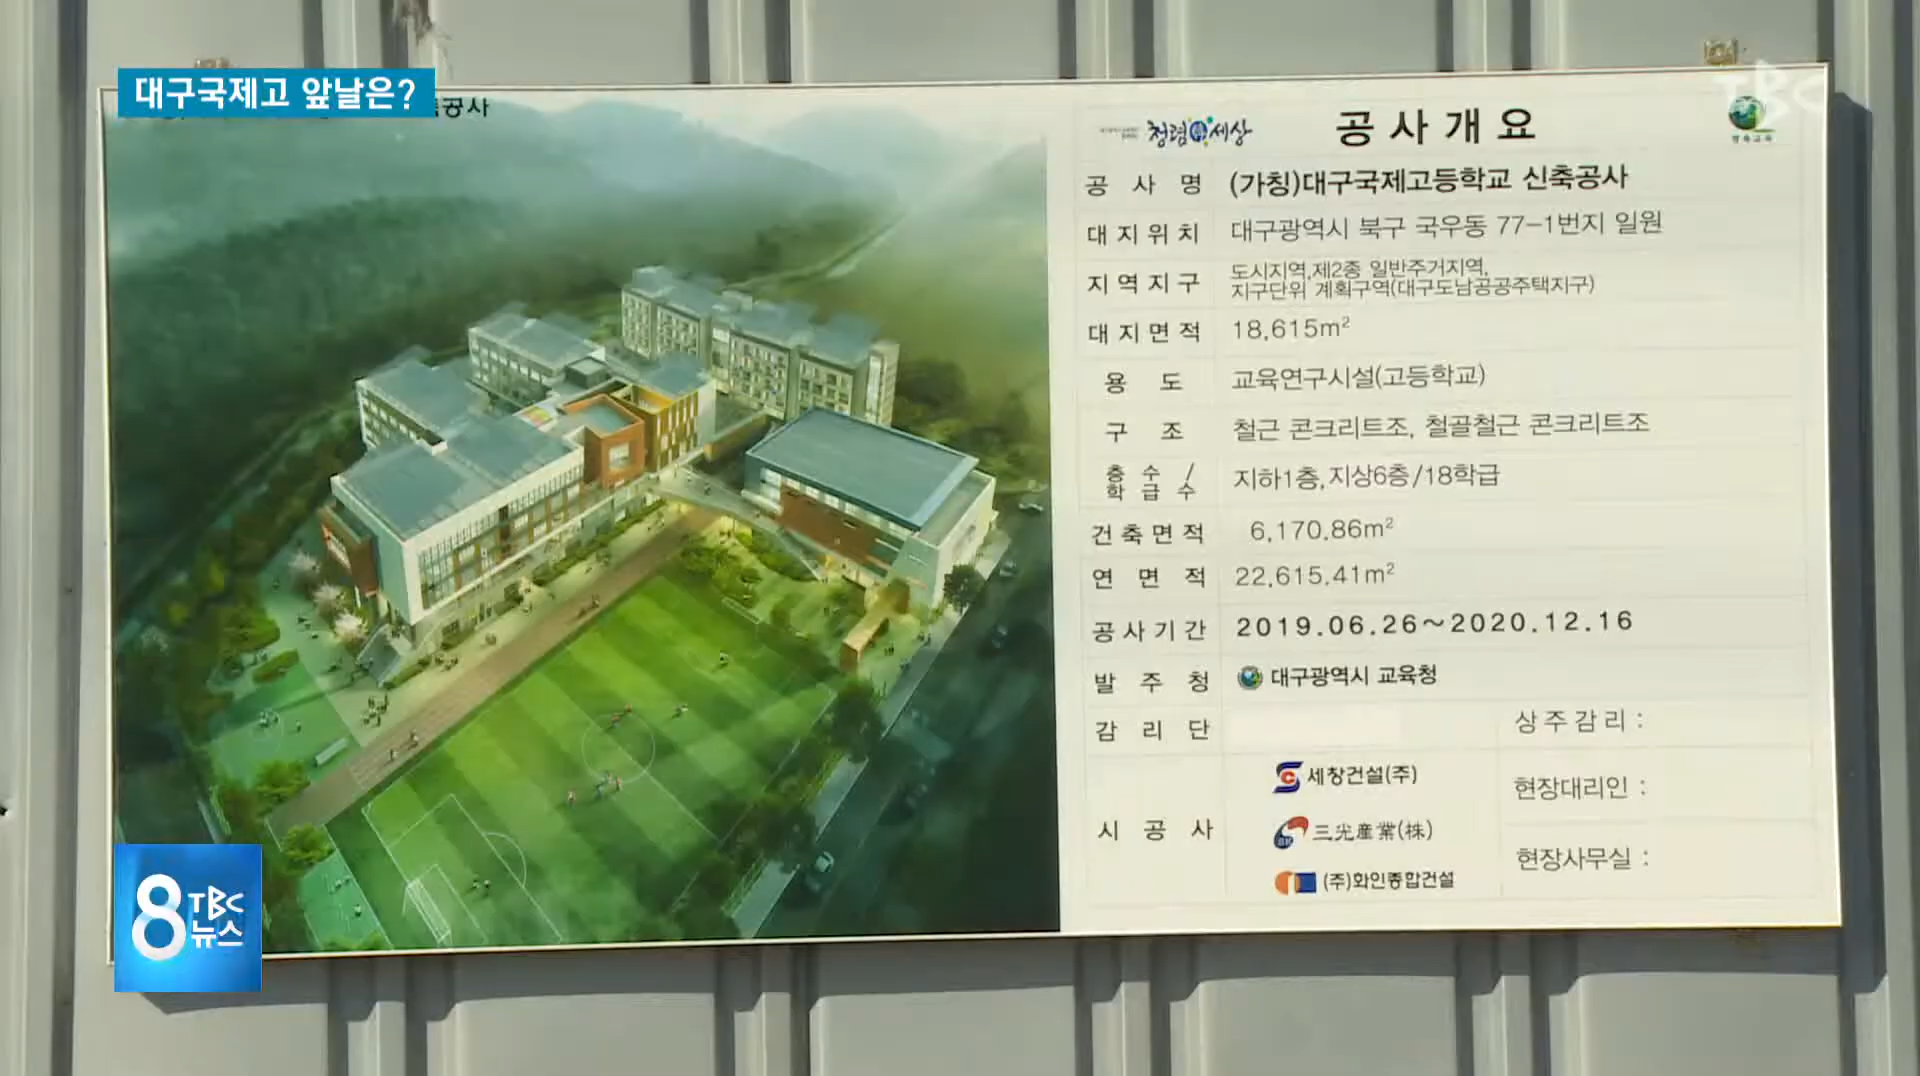 대구국제고 앞날은?
공사
TBC
청렴 세상
공사개요
행복교육
공사명 (가칭)대구국제고등학교 신축공사
대지위치 대구광역시 북구 국우동 77-1번지 일원
지역지구 도시지역,제2종 일반주거지역,
지구단위 계획구역(대구도남공공주택지구)
대지면적 18,615m²
용도 교육연구시설(고등학교)
구조 철근 콘크리트조, 철골철근 콘크리트조
층수/
학급수 지하1층,지상6층/18학급
건축면적 6,170.86m²
연면적 22,615.41m²
공사기간 2019.06.26~2020.12.16
발주청 대구광역시 교육청
감리단 상주감리 :
시공사 세창건설(주) 현장대리인 :
三光産業(株)
(주)화인종합건설 현장사무실 :
8 TBC
뉴스